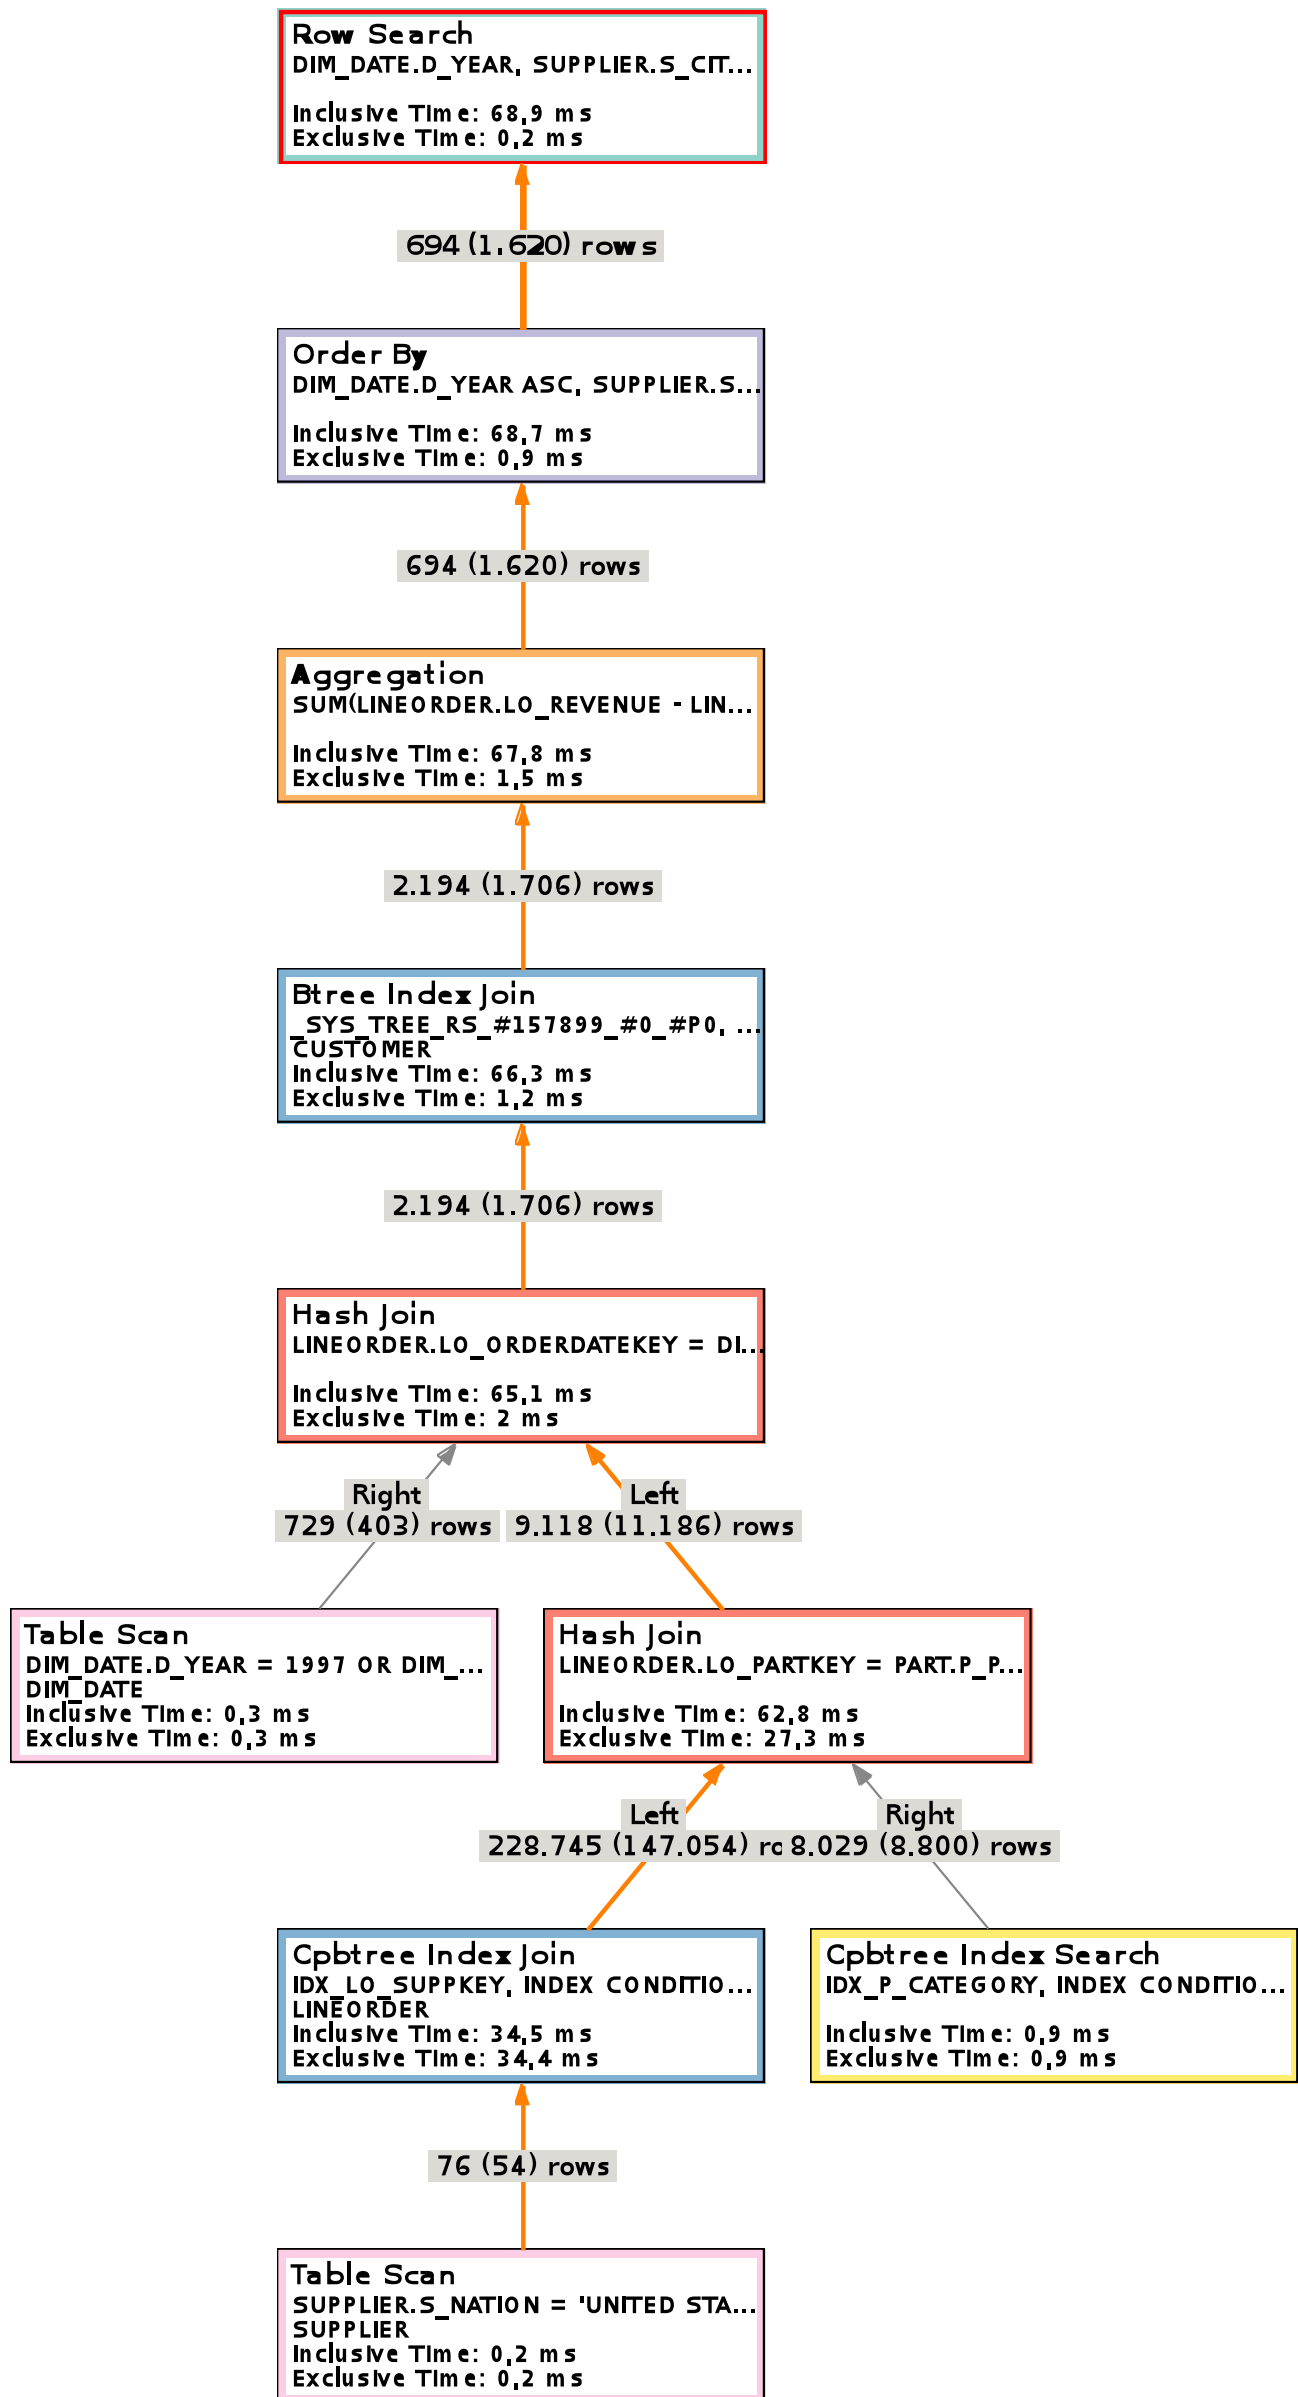 Row Search
DIM_DATE.D_YEAR, SUPPLIER.S_CIT...
Inclusive Time: 68,9 ms
Exclusive Time: 0,2 ms
694 (1.620) rows
Order By
DIM_DATE.D_YEAR ASC, SUPPLIER.S...
Inclusive Time: 68,7 ms
Exclusive Time: 0,9 ms
694 (1.620) rows
Aggregation
SUM(LINEORDER.LO_REVENUE - LIN...
Inclusive Time: 67,8 ms
Exclusive Time: 1,5 ms
2.194 (1.706) rows
Btree Index Join
_SYS_TREE_RS_#157899_#0_#P0, ...
CUSTOMER
Inclusive Time: 66,3 ms
Exclusive Time: 1,2 ms
2.194 (1.706) rows
Hash Join
LINEORDER.LO_ORDERDATEKEY = DI...
Inclusive Time: 65,1 ms
Exclusive Time: 2 ms
Right
729 (403) rows
Left
9.118 (11.186) rows
Table Scan
DIM_DATE.D_YEAR = 1997 OR DIM_...
DIM_DATE
Inclusive Time: 0,3 ms
Exclusive Time: 0,3 ms
Hash Join
LINEORDER.LO_PARTKEY = PART.P_P...
Inclusive Time: 62,8 ms
Exclusive Time: 27,3 ms
Left
228.745 (147.054) ro
Right
8.029 (8.800) rows
Cpbtree Index Join
IDX_LO_SUPPKEY, INDEX CONDITIO...
LINEORDER
Inclusive Time: 34,5 ms
Exclusive Time: 34,4 ms
Cpbtree Index Search
IDX_P_CATEGORY, INDEX CONDITIO...
Inclusive Time: 0,9 ms
Exclusive Time: 0,9 ms
76 (54) rows
Table Scan
SUPPLIER.S_NATION = 'UNITED STA...
SUPPLIER
Inclusive Time: 0,2 ms
Exclusive Time: 0,2 ms